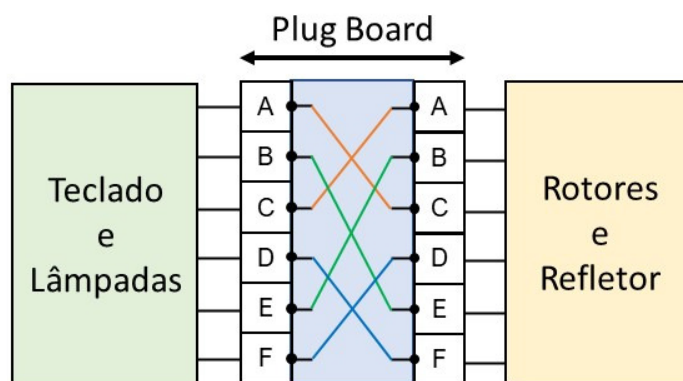 Plug Board
Teclado
e
Lâmpadas
A
B
C
D
E
F
A
B
C
D
E
F
Rotores
e
Refletor